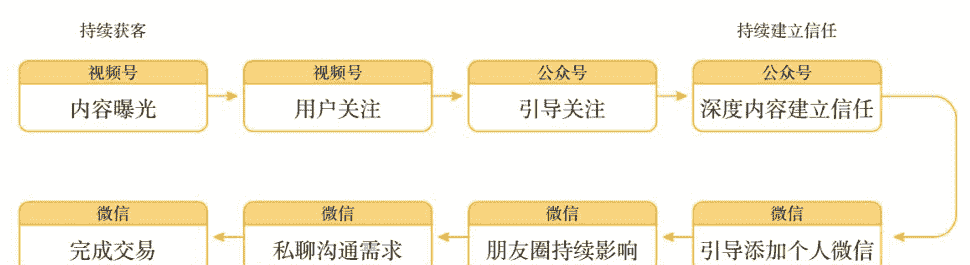 持续获客
持续建立信任
视频号
视频号
公众号
公众号
内容曝光
用户关注
引导关注
深度内容建立信任
微信
微信
微信
微信
完成交易
私聊沟通需求
朋友圈持续影响
引导添加个人微信